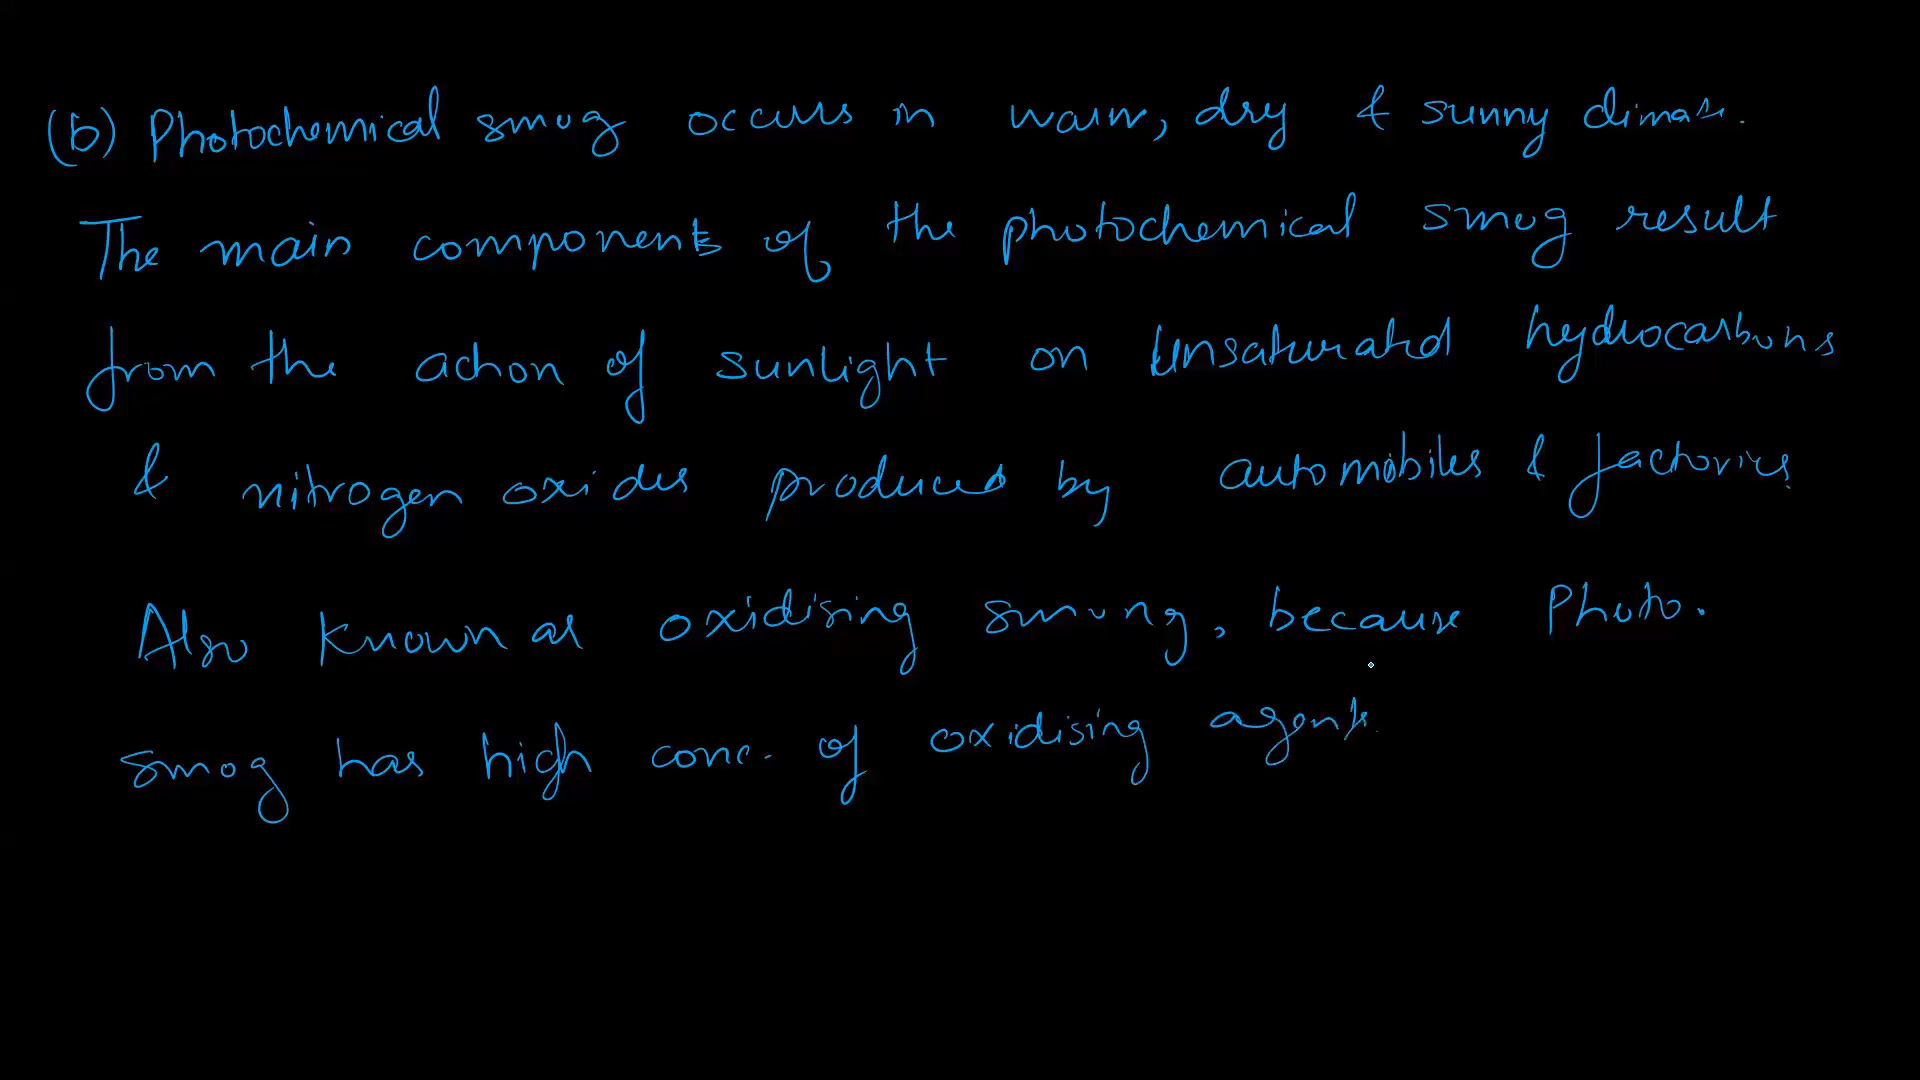 (b) Photochemical smog occurs in warm, dry & sunny climate.
The main components of the photochemical smog result
from the action of sunlight on unsaturated hydrocarbons
& nitrogen oxides produced by automobiles & factories.
Also known as oxidising smong, because Photo.
smog has high conc. of oxidising agents.